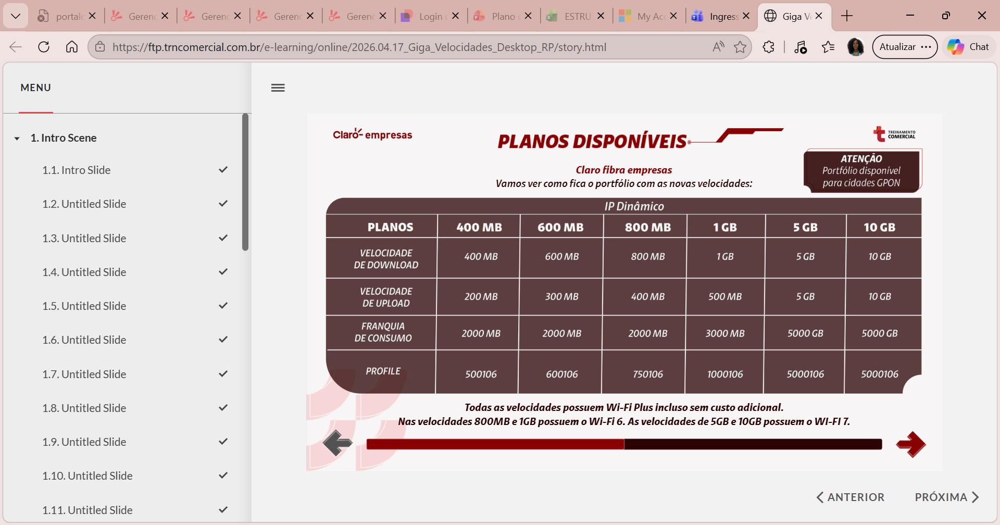 portalc
Gerenc
Gerenc
Gerenc
Gerenc
Login c
Plano c
ESTRUT
My Acc
Ingress
Giga Ve
https://ftp.trncomercial.com.br/e-learning/online/2026.04.17_Giga_Velocidades_Desktop_RP/story.html
Atualizar
Chat
MENU
1. Intro Scene
1.1. Intro Slide
1.2. Untitled Slide
1.3. Untitled Slide
1.4. Untitled Slide
1.5. Untitled Slide
1.6. Untitled Slide
1.7. Untitled Slide
1.8. Untitled Slide
1.9. Untitled Slide
1.10. Untitled Slide
1.11. Untitled Slide
Claro empresas
PLANOS DISPONÍVEIS
TREINAMENTO
COMERCIAL
ATENÇÃO
Portfólio disponível
para cidades GPON
Claro fibra empresas
Vamos ver como fica o portfólio com as novas velocidades:
IP Dinâmico
PLANOS 400 MB 600 MB 800 MB 1 GB 5 GB 10 GB
VELOCIDADE
DE DOWNLOAD 400 MB 600 MB 800 MB 1 GB 5 GB 10 GB
VELOCIDADE
DE UPLOAD 200 MB 300 MB 400 MB 500 MB 5 GB 10 GB
FRANQUIA
DE CONSUMO 2000 MB 2000 MB 2000 MB 3000 MB 5000 GB 5000 GB
PROFILE 500106 600106 750106 1000106 5000106 5000106
Todas as velocidades possuem Wi-Fi Plus incluso sem custo adicional.
Nas velocidades 800MB e 1GB possuem o Wi-Fi 6. As velocidades de 5GB e 10GB possuem o WI-FI 7.
ANTERIOR
PRÓXIMA